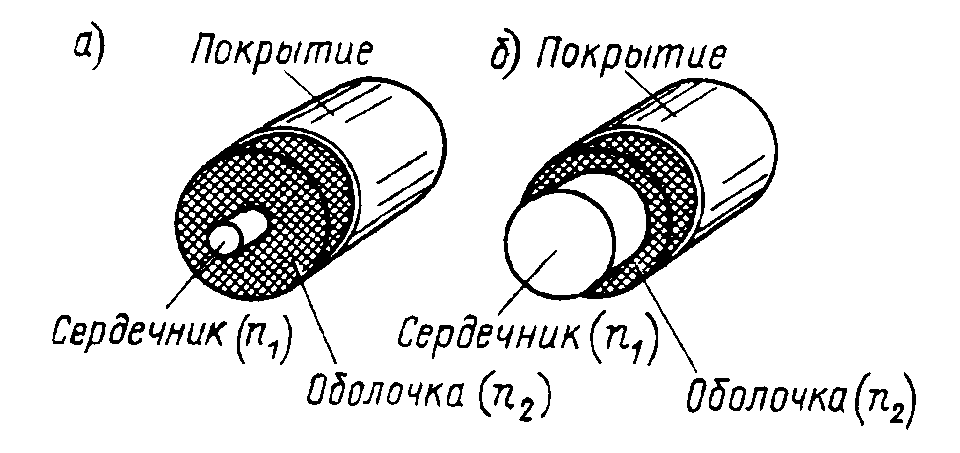 а) Покрытие
б) Покрытие
Сердечник (n₁)
Сердечник (n₁)
Оболочка (n₂)
Оболочка (n₂)